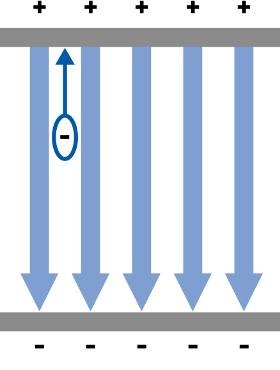 + + + + +
-
- - - - -